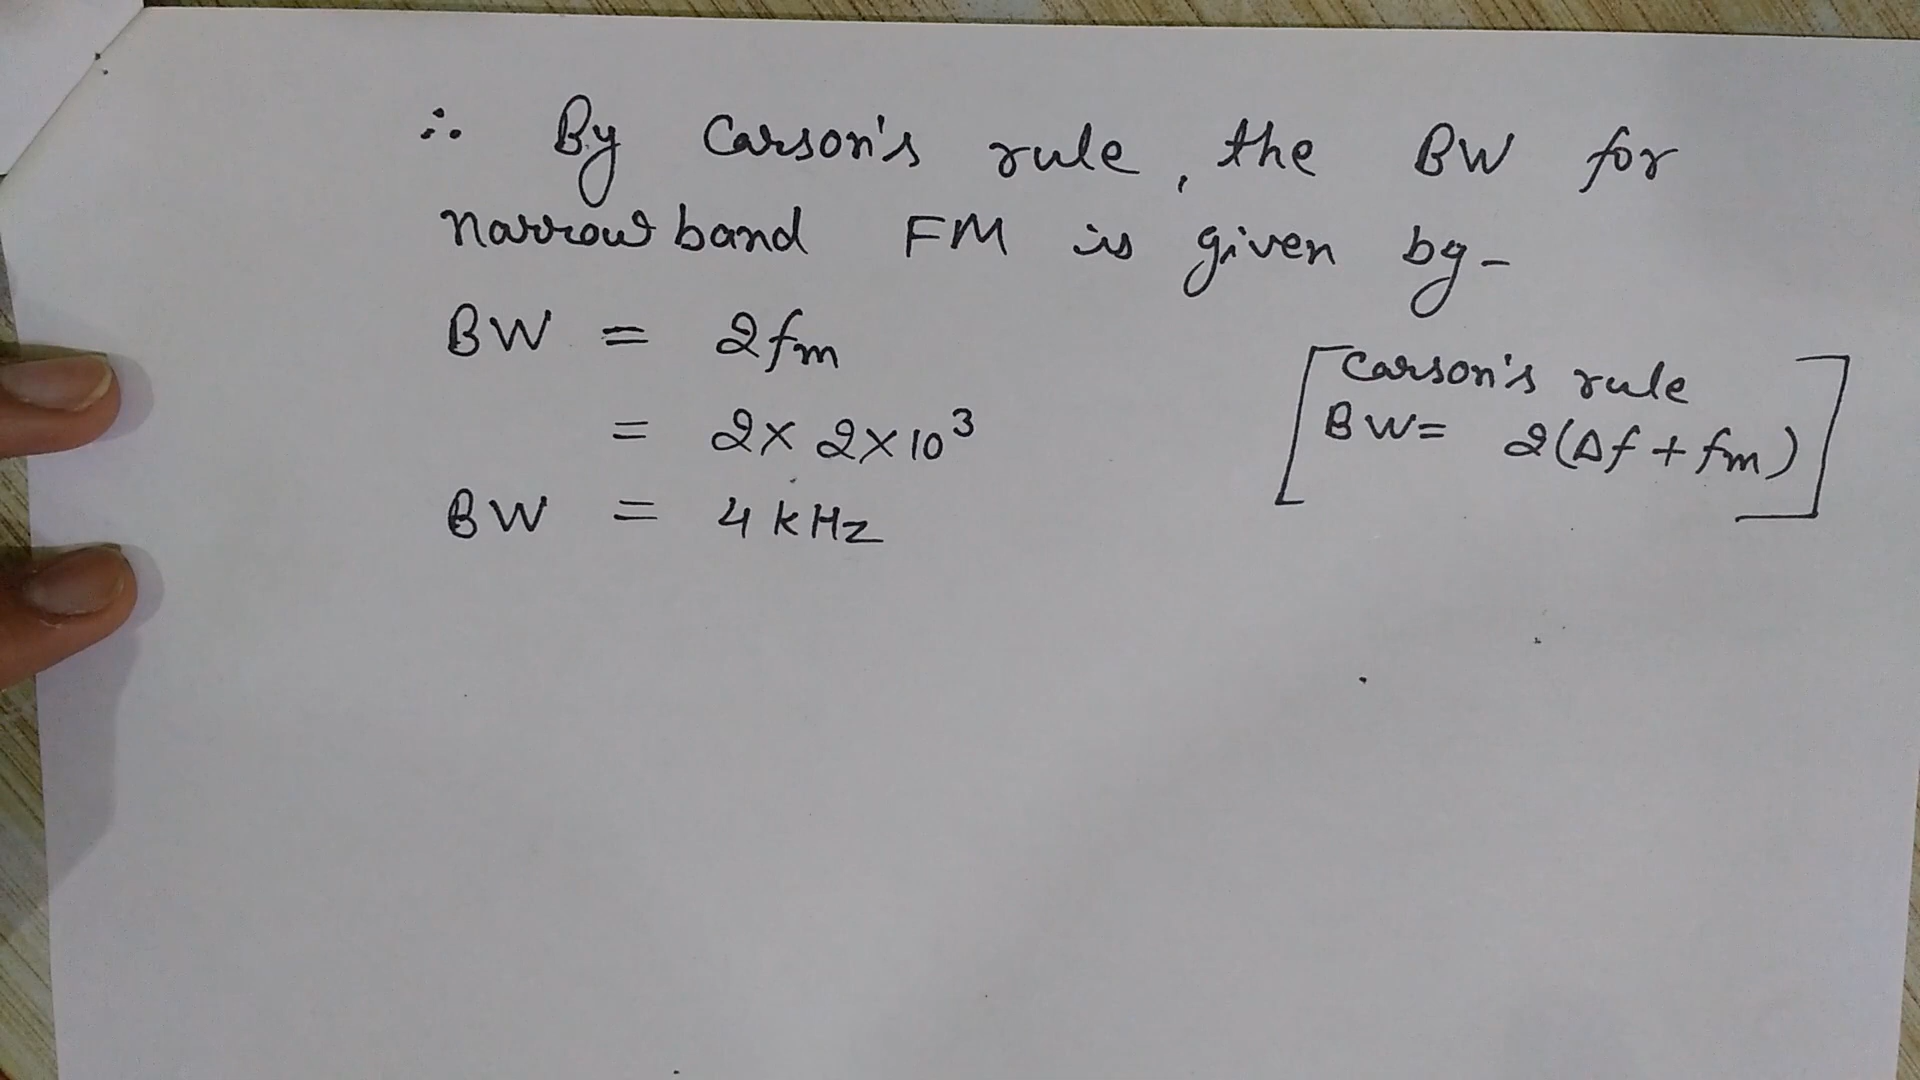 ∴ By Carson's rule, the BW for
narrow band FM is given by-
BW = 2fm
= 2 × 2 × 10³
BW = 4 kHz
[Carson's rule
BW = 2(Δf + fm)]